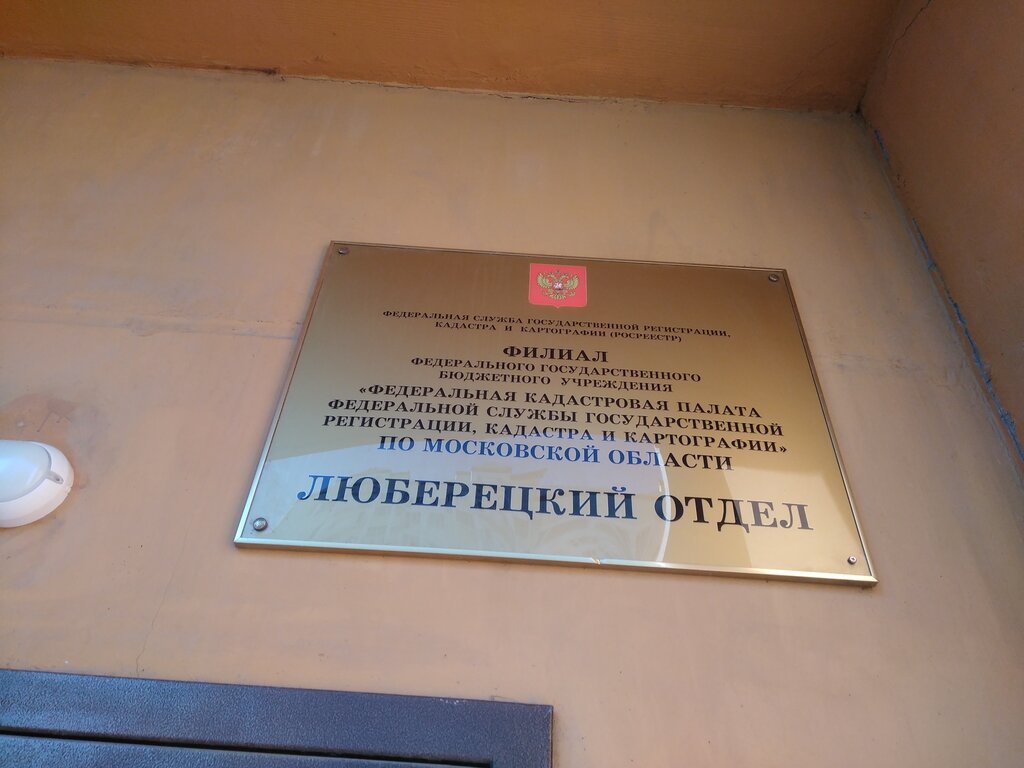 ФЕДЕРАЛЬНАЯ СЛУЖБА ГОСУДАРСТВЕННОЙ РЕГИСТРАЦИИ,
КАДАСТРА И КАРТОГРАФИИ (РОСРЕЕСТР)
ФИЛИАЛ
ФЕДЕРАЛЬНОГО ГОСУДАРСТВЕННОГО
БЮДЖЕТНОГО УЧРЕЖДЕНИЯ
«ФЕДЕРАЛЬНАЯ КАДАСТРОВАЯ ПАЛАТА
ФЕДЕРАЛЬНОЙ СЛУЖБЫ ГОСУДАРСТВЕННОЙ
РЕГИСТРАЦИИ, КАДАСТРА И КАРТОГРАФИИ»
ПО МОСКОВСКОЙ ОБЛАСТИ
ЛЮБЕРЕЦКИЙ ОТДЕЛ